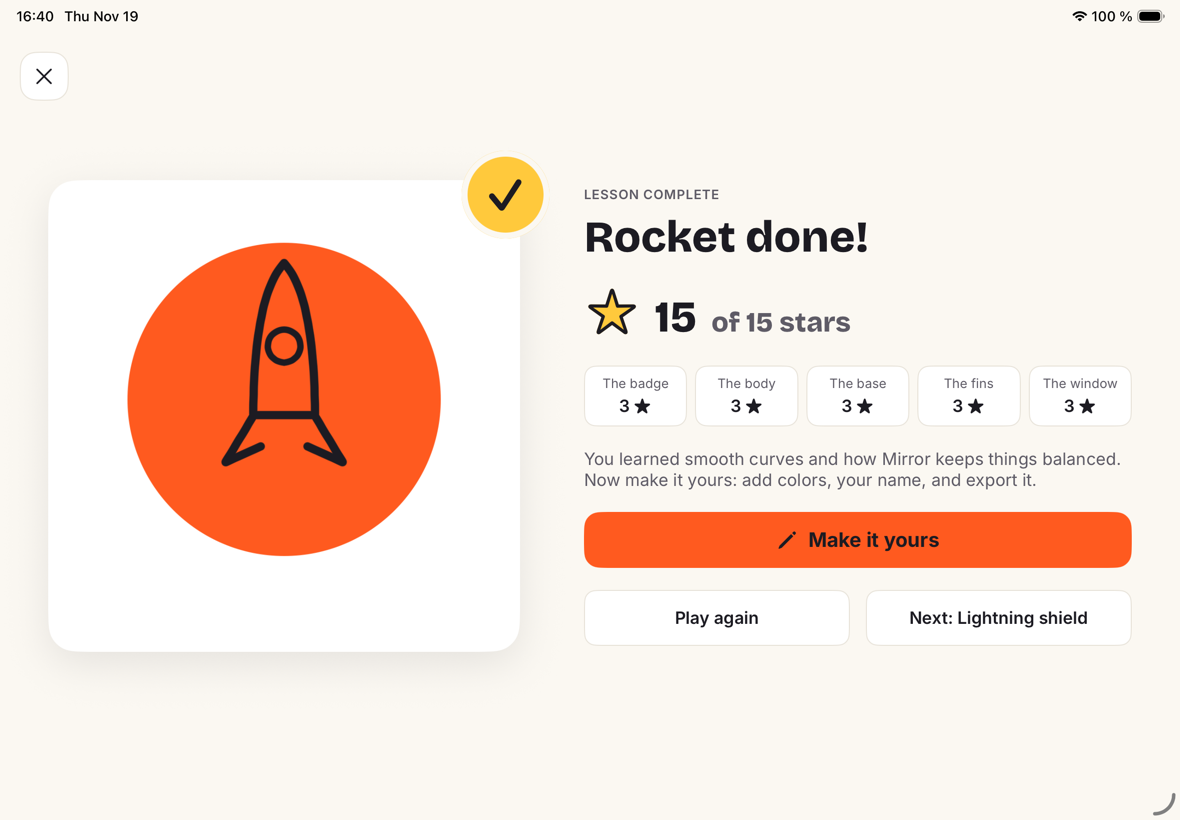 16:40 Thu Nov 19
100 %
LESSON COMPLETE
Rocket done!
15 of 15 stars
The badge
3
The body
3
The base
3
The fins
3
The window
3
You learned smooth curves and how Mirror keeps things balanced.
Now make it yours: add colors, your name, and export it.
Make it yours
Play again
Next: Lightning shield